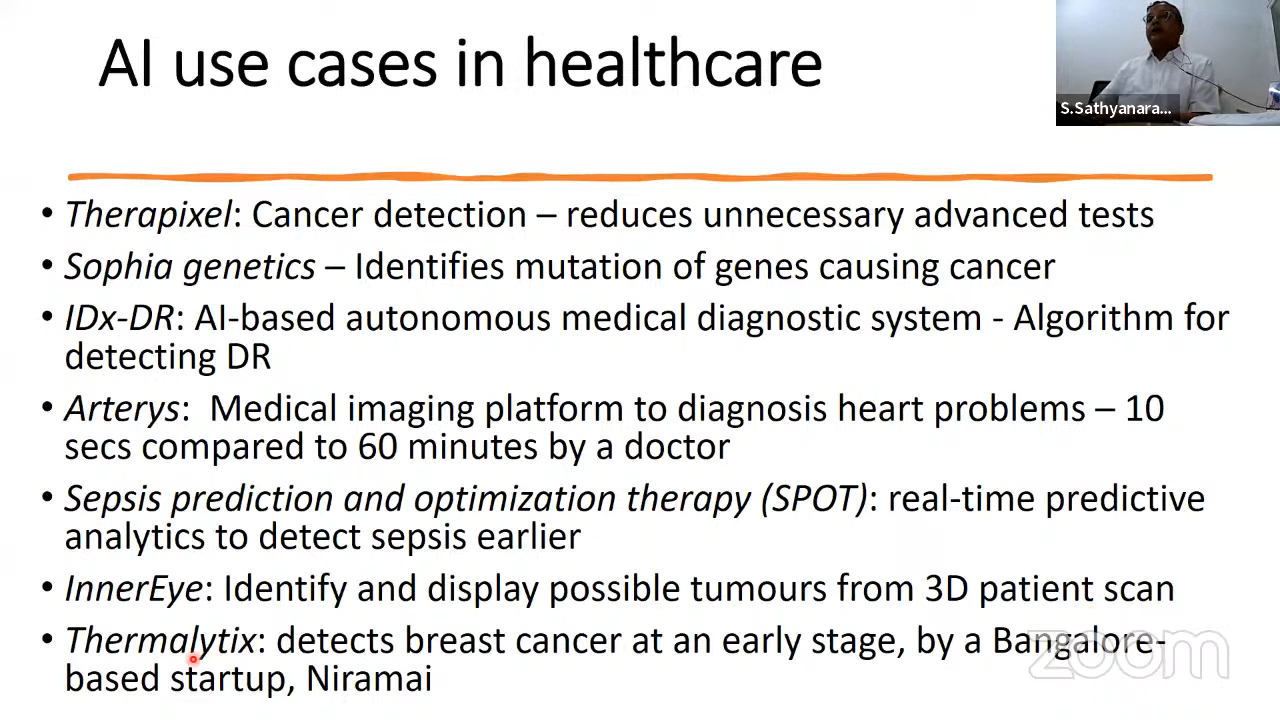 AI use cases in healthcare
S.Sathyanara...
• Therapixel: Cancer detection – reduces unnecessary advanced tests
• Sophia genetics – Identifies mutation of genes causing cancer
• IDx-DR: AI-based autonomous medical diagnostic system - Algorithm for
detecting DR
• Arterys: Medical imaging platform to diagnosis heart problems – 10
secs compared to 60 minutes by a doctor
• Sepsis prediction and optimization therapy (SPOT): real-time predictive
analytics to detect sepsis earlier
• InnerEye: Identify and display possible tumours from 3D patient scan
• Thermalytix: detects breast cancer at an early stage, by a Bangalore-
based startup, Niramai
zoom